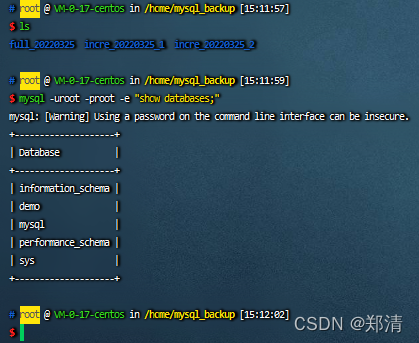 # root @ VM-0-17-centos in /home/mysql_backup [15:11:57]
$ ls
full_20220325 incre_20220325_1 incre_20220325_2
# root @ VM-0-17-centos in /home/mysql_backup [15:11:59]
$ mysql -uroot -proot -e "show databases;"
mysql: [Warning] Using a password on the command line interface can be insecure.
+--------------------+
| Database           |
+--------------------+
| information_schema |
| demo               |
| mysql              |
| performance_schema |
| sys                |
+--------------------+
# root @ VM-0-17-centos in /home/mysql_backup [15:12:02]
$
CSDN @郑清